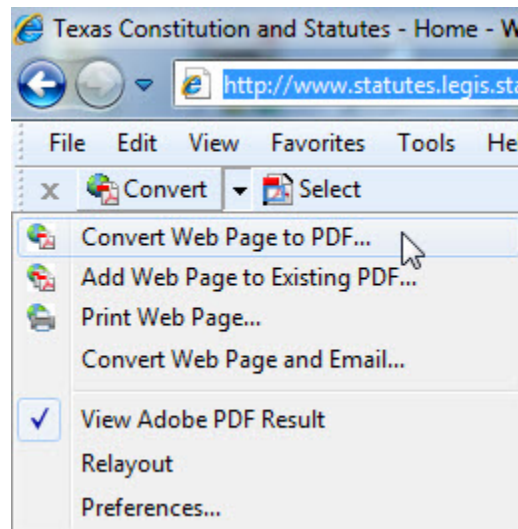 Texas Constitution and Statutes - Home - W
http://www.statutes.legis.sta
File Edit View Favorites Tools He
x Convert Select
Convert Web Page to PDF...
Add Web Page to Existing PDF...
Print Web Page...
Convert Web Page and Email...
View Adobe PDF Result
Relayout
Preferences...